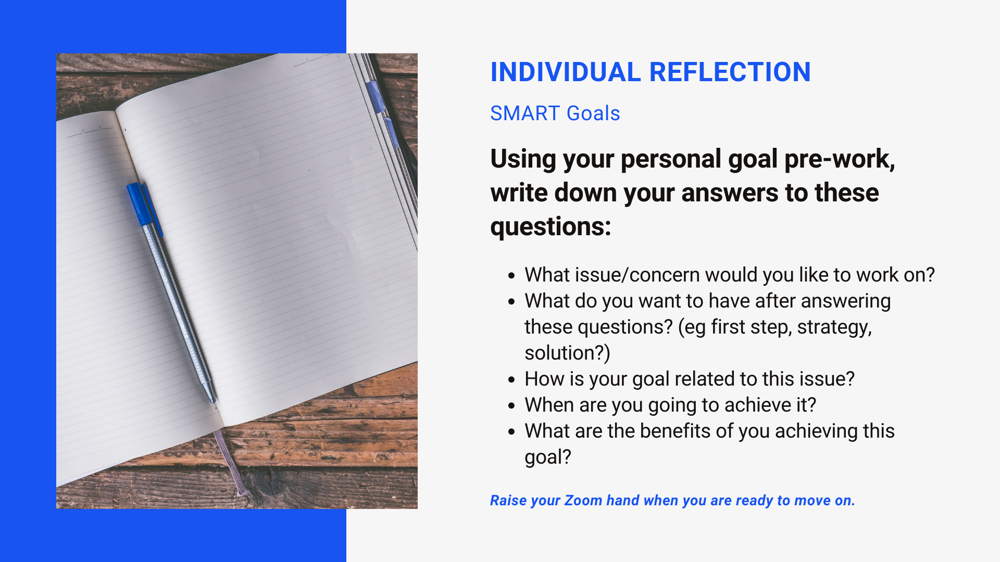 INDIVIDUAL REFLECTION
SMART Goals
Using your personal goal pre-work,
write down your answers to these
questions:
• What issue/concern would you like to work on?
• What do you want to have after answering
these questions? (eg first step, strategy,
solution?)
• How is your goal related to this issue?
• When are you going to achieve it?
• What are the benefits of you achieving this
goal?
Raise your Zoom hand when you are ready to move on.